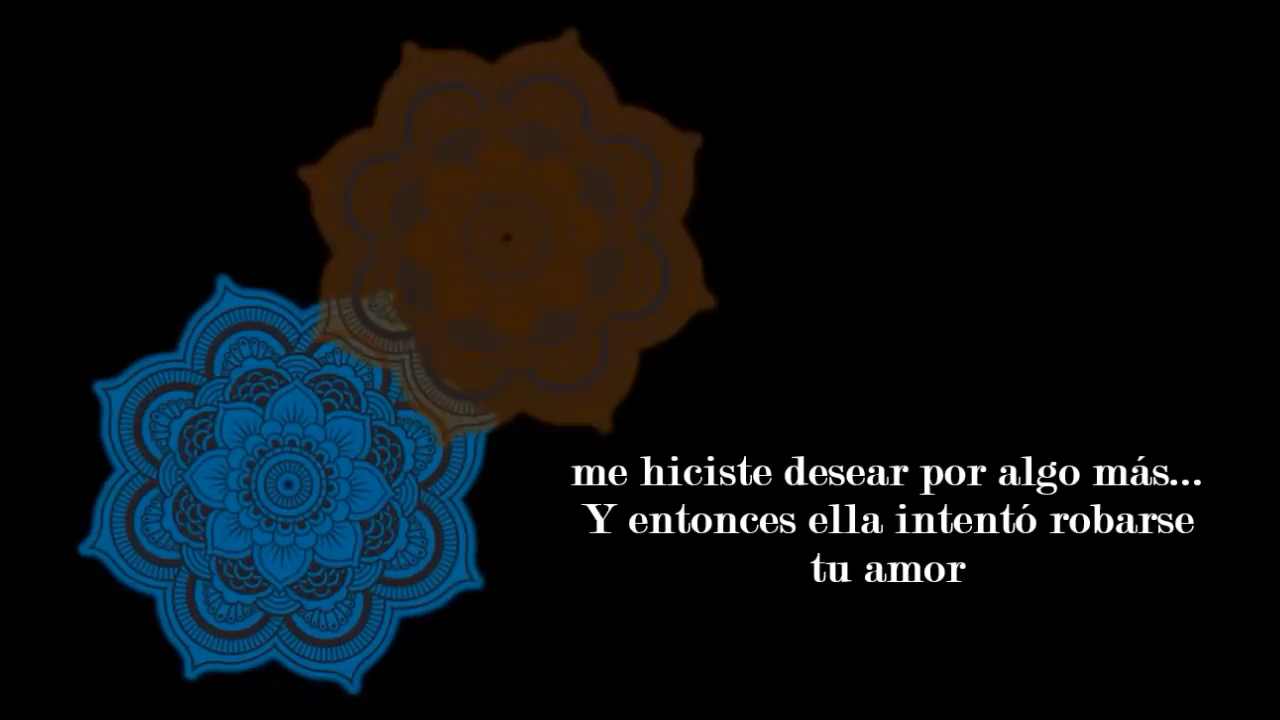 me hiciste desear por algo más...
Y entonces ella intentó robarse
tu amor